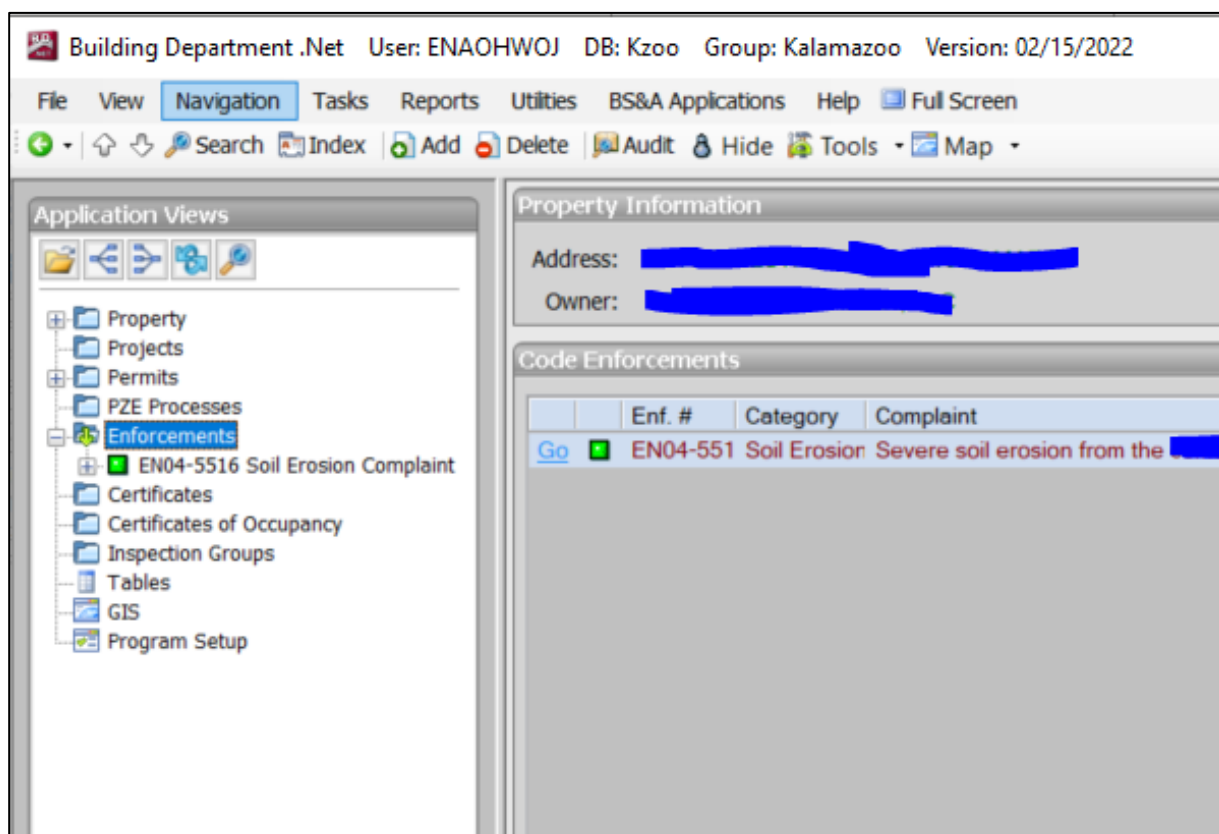 Building Department .Net User: ENAOHWOJ DB: Kzoo Group: Kalamazoo Version: 02/15/2022
File View Navigation Tasks Reports Utilities BS&A Applications Help Full Screen
Search Index Add Delete Audit Hide Tools Map
Application Views
Property
Projects
Permits
PZE Processes
Enforcements
EN04-5516 Soil Erosion Complaint
Certificates
Certificates of Occupancy
Inspection Groups
Tables
GIS
Program Setup
Property Information
Address:
Owner:
Code Enforcements
Enf. # Category Complaint
Go EN04-551 Soil Erosion Severe soil erosion from the